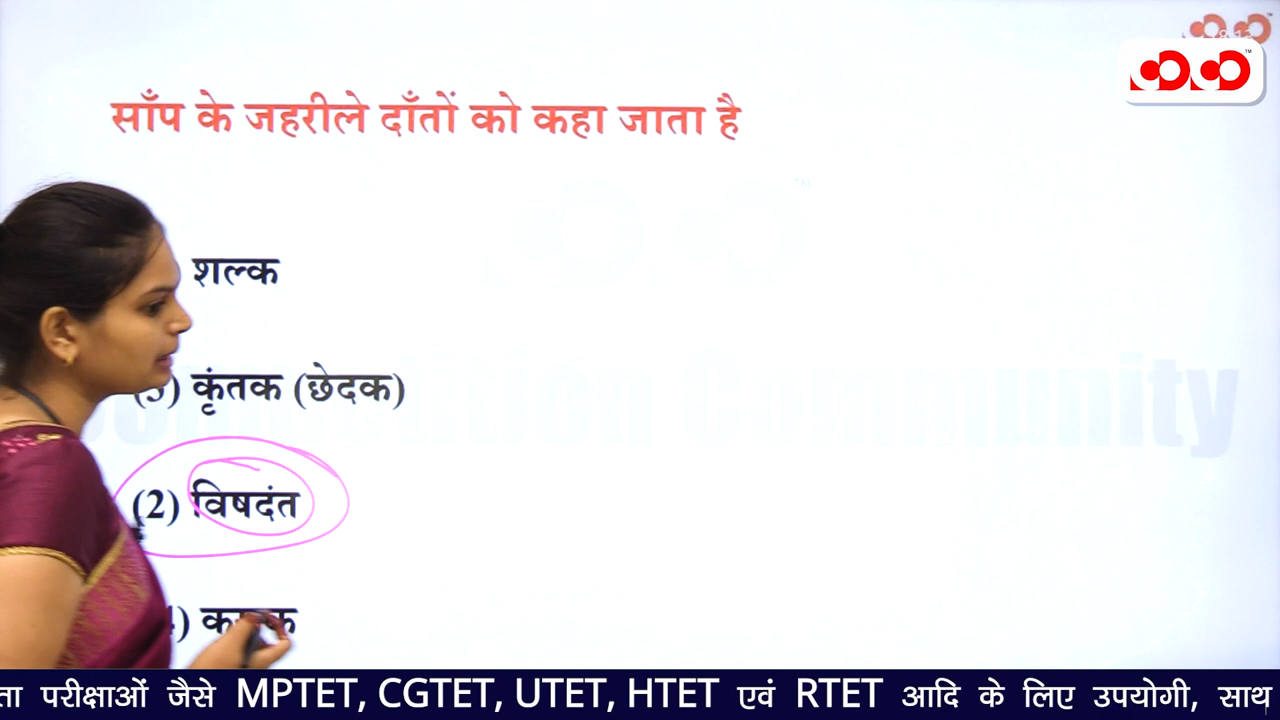 साँप के जहरीले दाँतों को कहा जाता है
शल्क
कृंतक (छेदक)
(2) विषदंत
ता परीक्षाओं जैसे MPTET, CGTET, UTET, HTET एवं RTET आदि के लिए उपयोगी, साथ